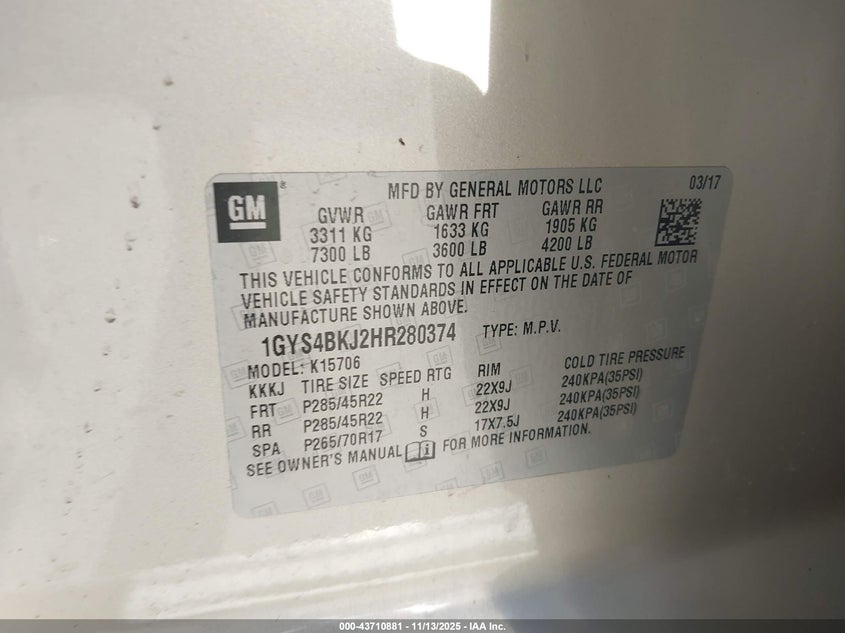 GM
®
MFD BY GENERAL MOTORS LLC 03/17
GVWR GAWR FRT GAWR RR
3311 KG 1633 KG 1905 KG
7300 LB 3600 LB 4200 LB
THIS VEHICLE CONFORMS TO ALL APPLICABLE U.S. FEDERAL MOTOR
VEHICLE SAFETY STANDARDS IN EFFECT ON THE DATE OF
MANUFACTURE SHOWN ABOVE.
1GYS4BKJ2HR280374 TYPE: M.P.V.
MODEL: K15706
KKKJ TIRE SIZE SPEED RTG RIM COLD TIRE PRESSURE
FRT P285/45R22 H 22X9J 240KPA(35PSI)
RR P285/45R22 H 22X9J 240KPA(35PSI)
SPA P265/70R17 S 17X7.5J 240KPA(35PSI)
SEE OWNER'S MANUAL i FOR MORE INFORMATION.
000-43710881 - 11/13/2025 - IAA Inc.